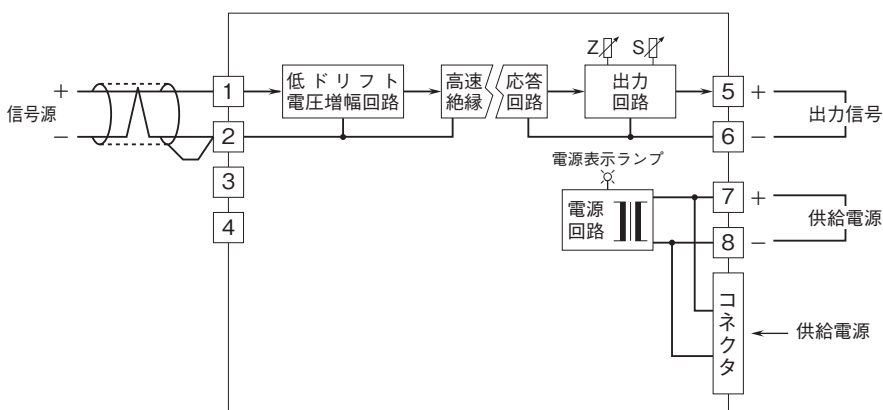 Z S
+
信号源
−
1
2
3
4
低ドリフト
電圧増幅回路
高速
絶縁
応答
回路
出力
回路
5 +
出力信号
6 −
電源表示ランプ
電源
回路
7 +
供給電源
8 −
コネクタ
供給電源